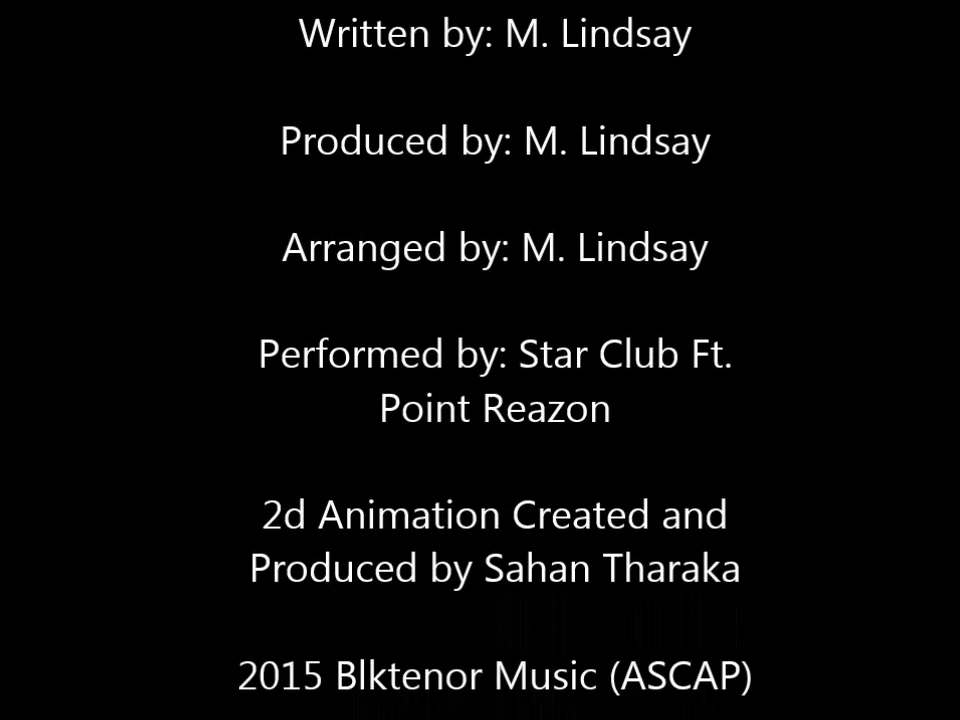 Written by: M. Lindsay
Produced by: M. Lindsay
Arranged by: M. Lindsay
Performed by: Star Club Ft.
Point Reazon
2d Animation Created and
Produced by Sahan Tharaka
2015 Blktenor Music (ASCAP)